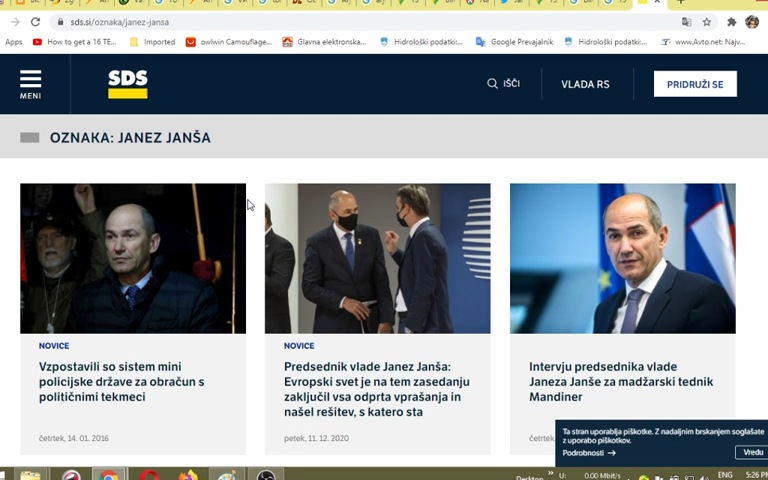 sds.si/oznaka/janez-jansa
Apps How to get a 16 TE... Imported owlwin Camouflage... Glavna elektronska... Hidrološki podatki:... Google Prevajalnik Hidrološki podatki:... www.Avto.net: Najv...
MENI
SDS
IŠČI
VLADA RS
PRIDRUŽI SE
OZNAKA: JANEZ JANŠA
NOVICE
Vzpostavili so sistem mini
policijske države za obračun s
političnimi tekmeci
četrtek, 14. 01. 2016
NOVICE
Predsednik vlade Janez Janša:
Evropski svet je na tem zasedanju
zaključil vsa odprta vprašanja in
našel rešitev, s katero sta
petek, 11. 12. 2020
Intervju predsednika vlade
Janeza Janše za madžarski tednik
Mandiner
četrtek,
Ta stran uporablja piškotke. Z nadaljnim brskanjem soglašate
z uporabo piškotkov.
Podrobnosti
V redu
Desktop
U: 0.00 Mbit/s
ENG
5:26 PM